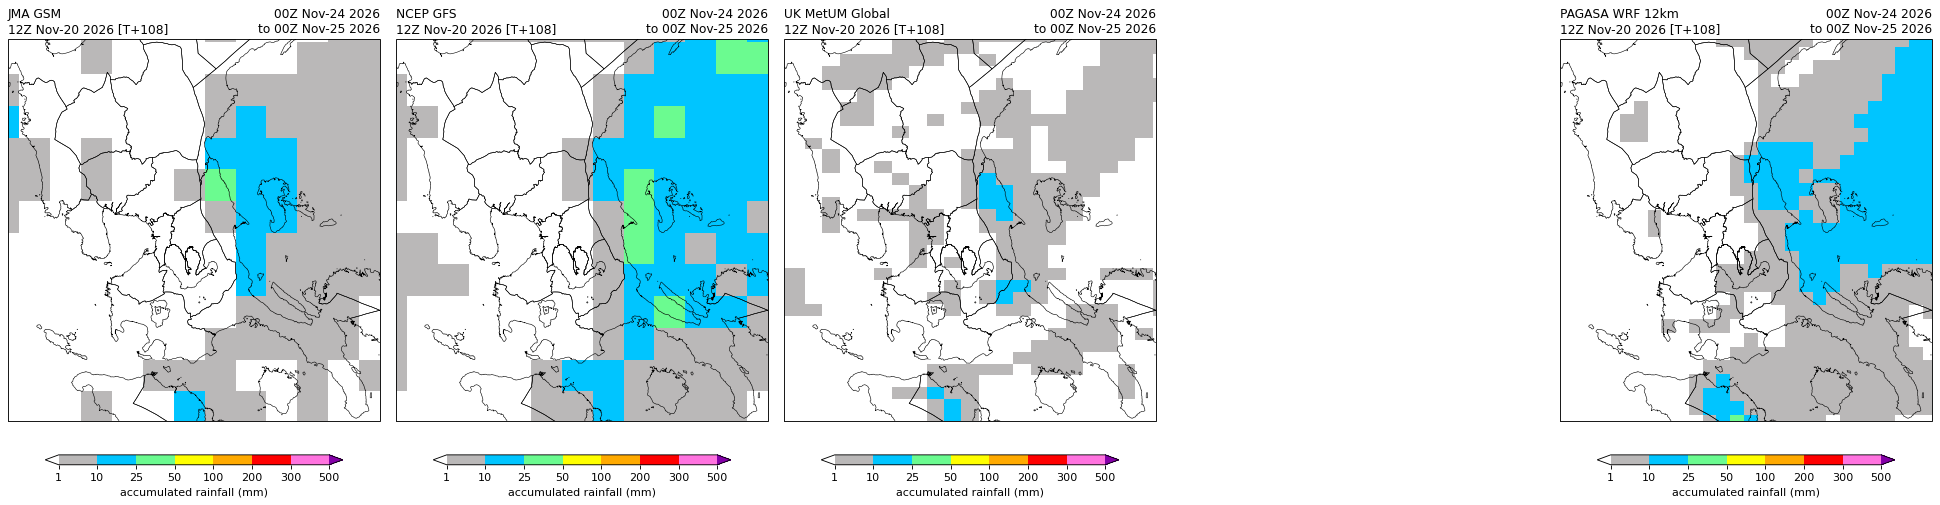 JMA GSM
00Z Nov-24 2026
12Z Nov-20 2026 [T+108]
to 00Z Nov-25 2026
NCEP GFS
00Z Nov-24 2026
12Z Nov-20 2026 [T+108]
to 00Z Nov-25 2026
UK MetUM Global
00Z Nov-24 2026
12Z Nov-20 2026 [T+108]
to 00Z Nov-25 2026
PAGASA WRF 12km
00Z Nov-24 2026
12Z Nov-20 2026 [T+108]
to 00Z Nov-25 2026
1 10 25 50 100 200 300 500
accumulated rainfall (mm)
1 10 25 50 100 200 300 500
accumulated rainfall (mm)
1 10 25 50 100 200 300 500
accumulated rainfall (mm)
1 10 25 50 100 200 300 500
accumulated rainfall (mm)